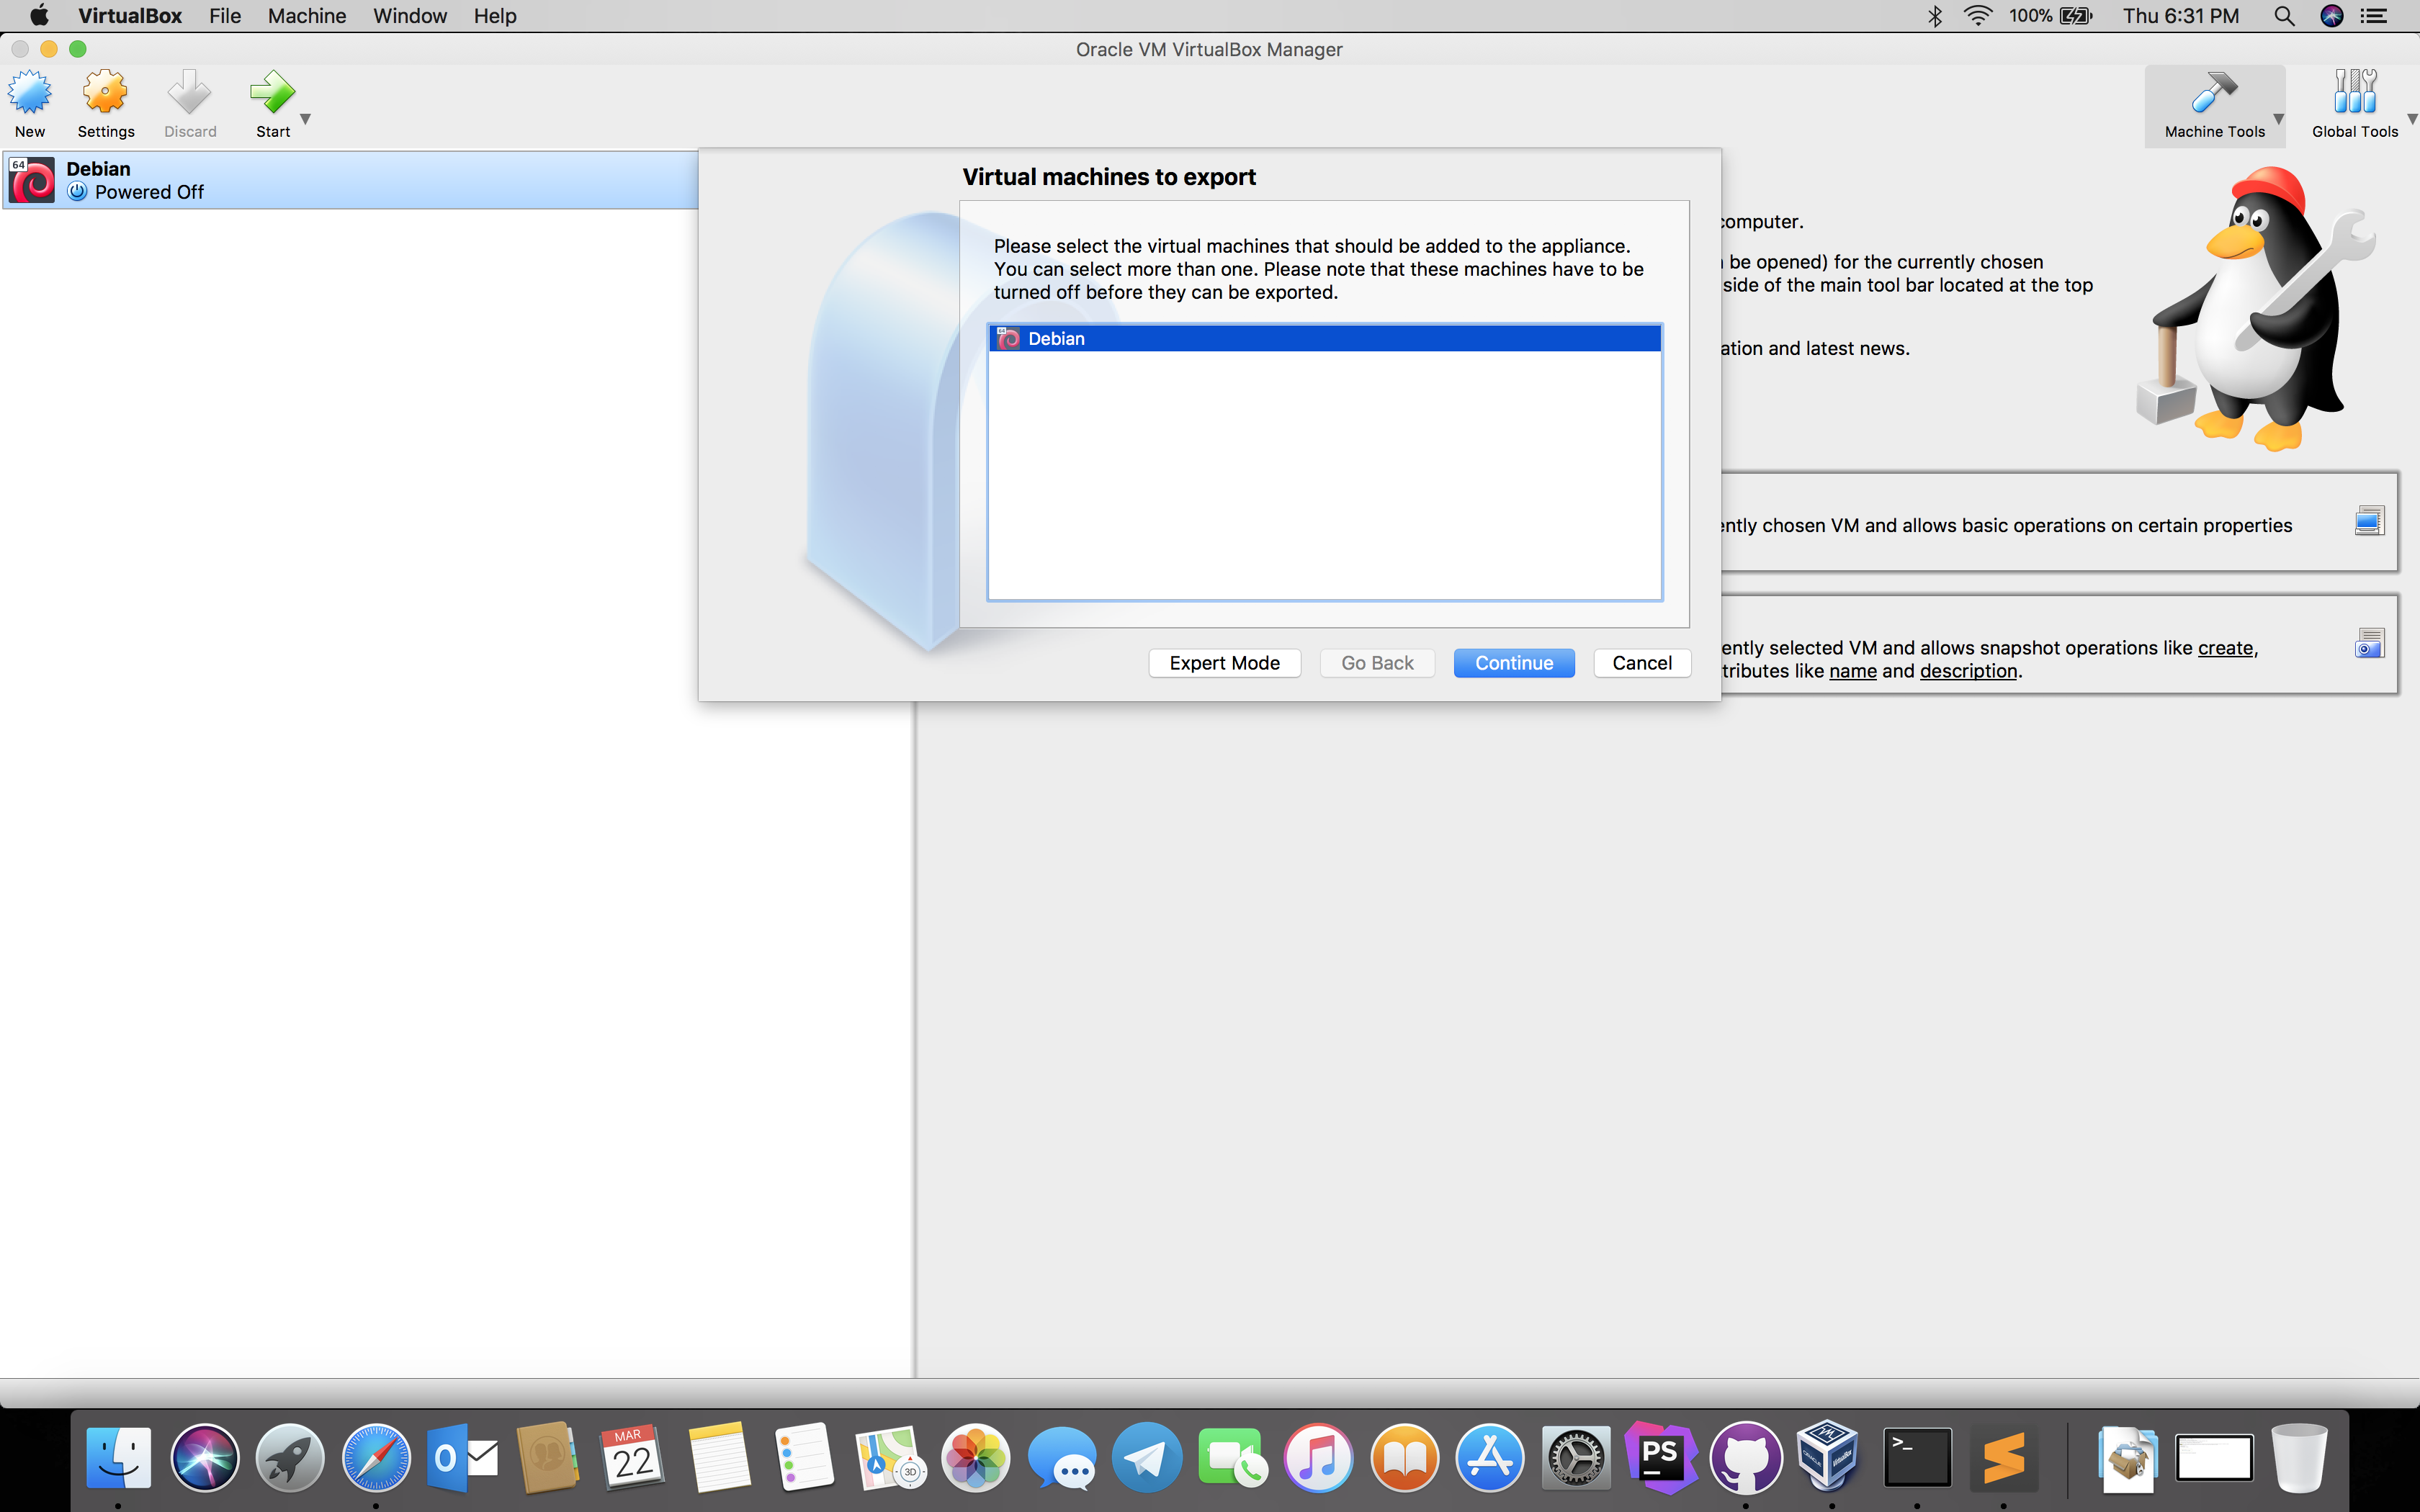 VirtualBox File Machine Window Help 100% Thu 6:31 PM
Oracle VM VirtualBox Manager
New Settings Discard Start Machine Tools Global Tools
64
Debian
Powered Off
Virtual machines to export
Please select the virtual machines that should be added to the appliance.
You can select more than one. Please note that these machines have to be
turned off before they can be exported.
64
Debian
Expert Mode Go Back Continue Cancel
computer.
be opened) for the currently chosen
side of the main tool bar located at the top
ation and latest news.
ently chosen VM and allows basic operations on certain properties
ently selected VM and allows snapshot operations like create,
tributes like name and description.
MAR
22
3D
PS
>_